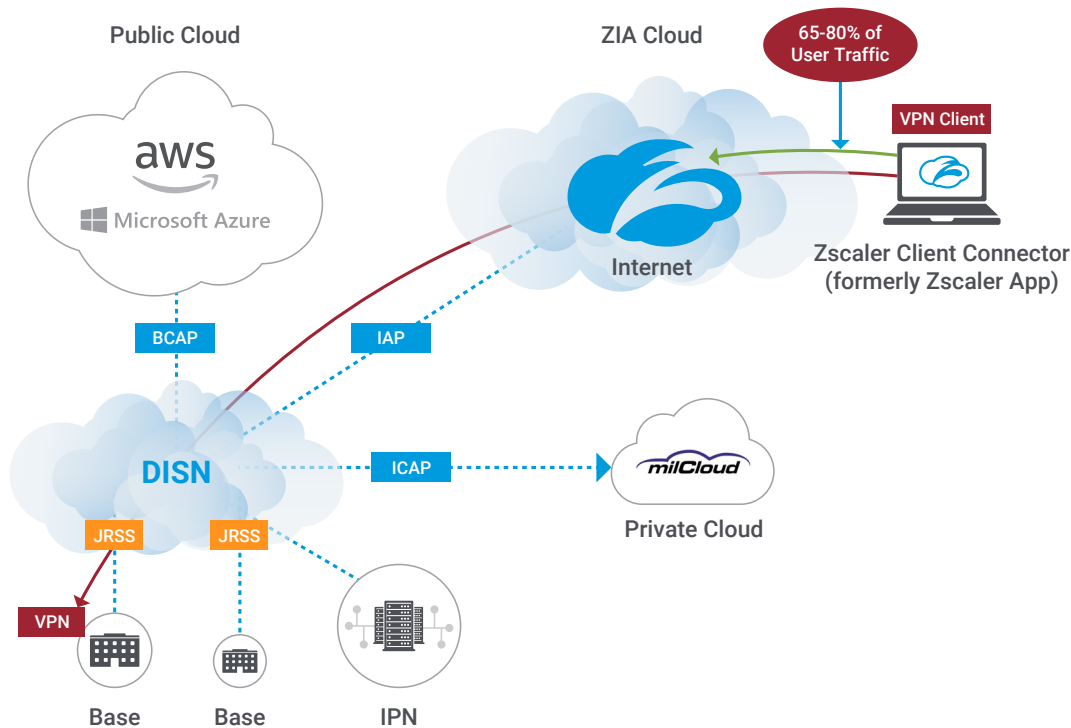 Public Cloud
ZIA Cloud
65-80% of
User Traffic
VPN Client
aws
Microsoft Azure
Internet
Zscaler Client Connector
(formerly Zscaler App)
BCAP
IAP
DISN
ICAP
milCloud
Private Cloud
JRSS
JRSS
VPN
Base
Base
IPN